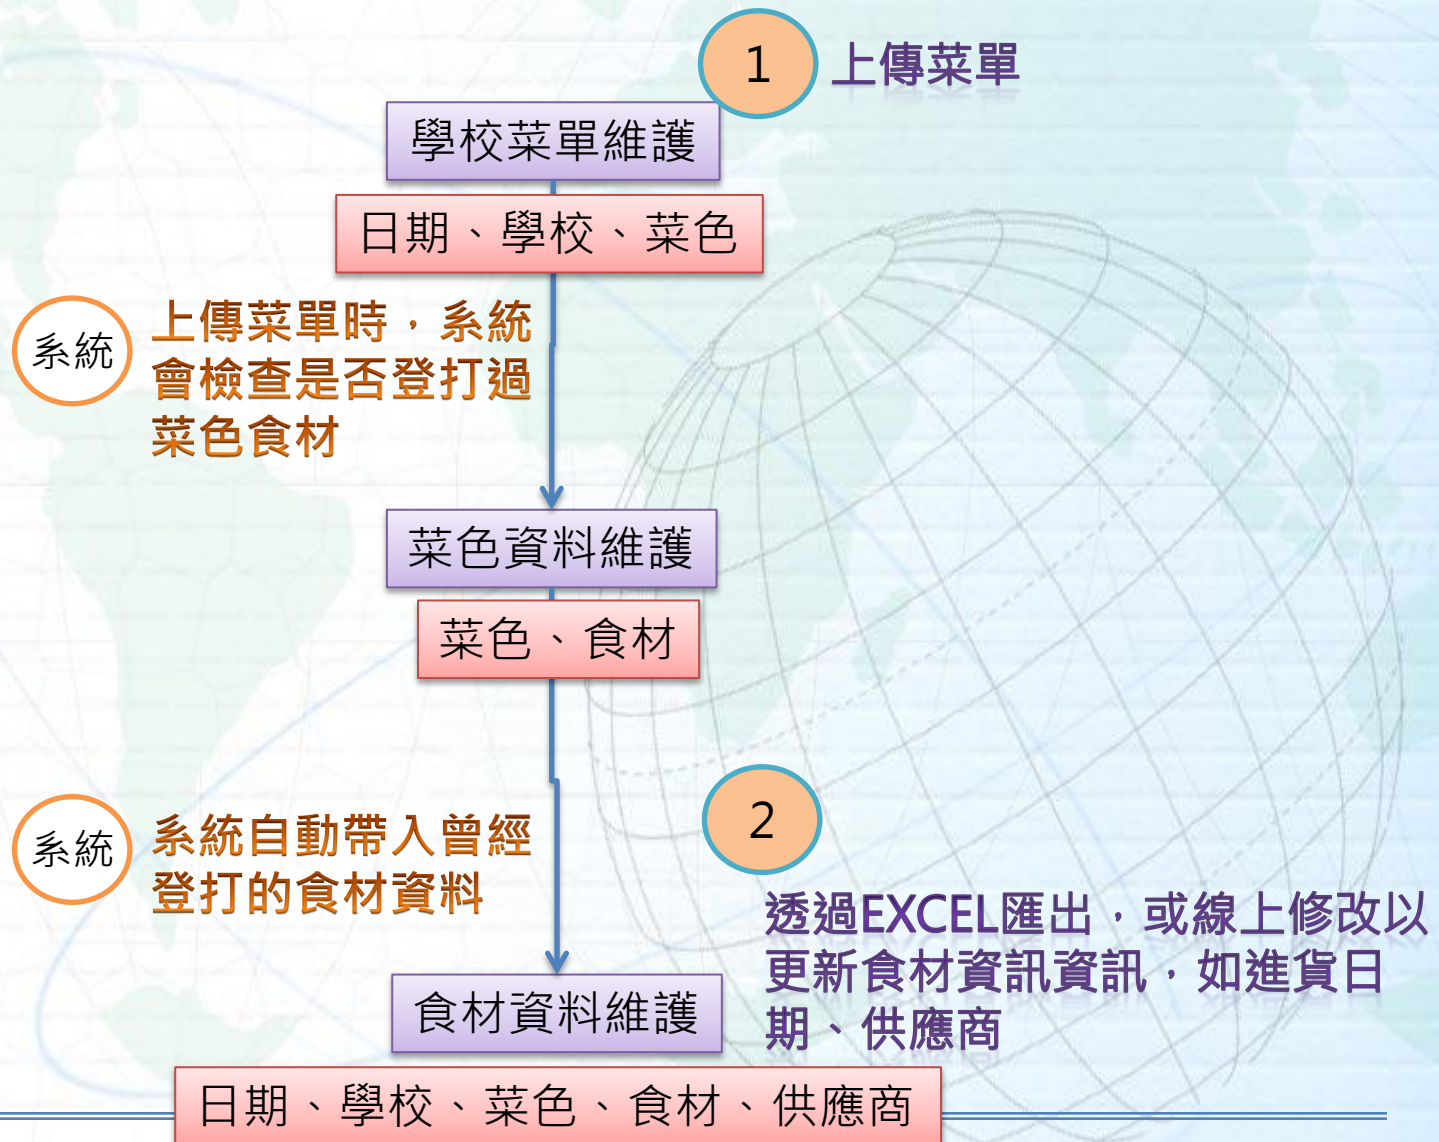 1
上傳菜單
學校菜單維護
日期、學校、菜色
系統
上傳菜單時，系統
會檢查是否登打過
菜色食材
菜色資料維護
菜色、食材
系統
系統自動帶入曾經
登打的食材資料
2
透過EXCEL匯出，或線上修改以
更新食材資訊資訊，如進貨日
期、供應商
食材資料維護
日期、學校、菜色、食材、供應商